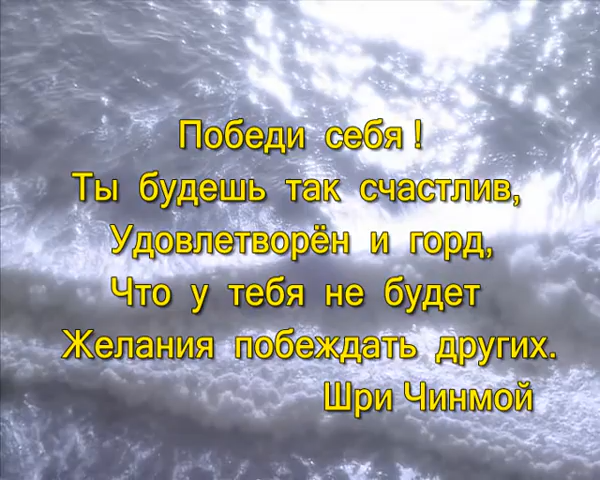 Победи себя !
Ты будешь так счастлив,
Удовлетворён и горд,
Что у тебя не будет
Желания побеждать других.
Шри Чинмой